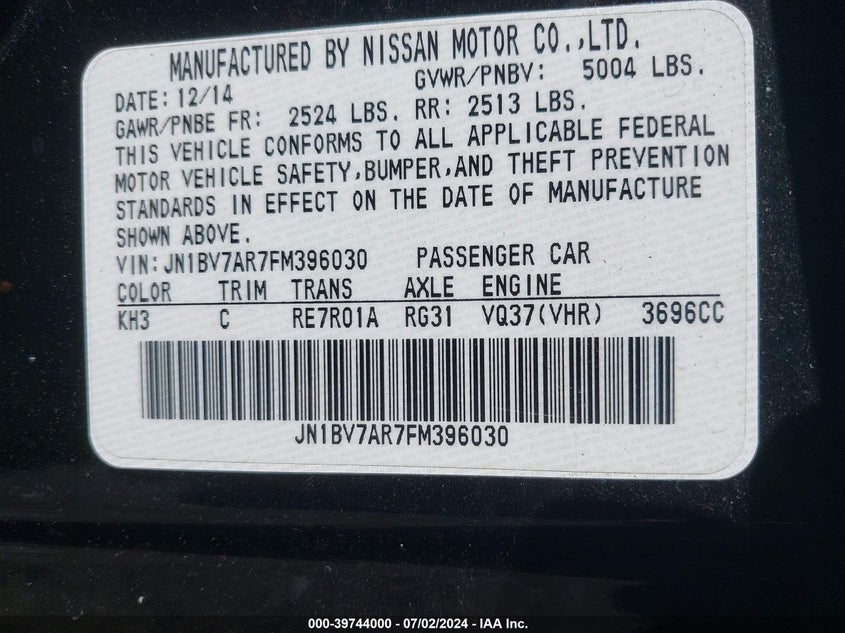 MANUFACTURED BY NISSAN MOTOR CO.,LTD.
DATE: 12/14 GVWR/PNBV: 5004 LBS.
GAWR/PNBE FR: 2524 LBS. RR: 2513 LBS.
THIS VEHICLE CONFORMS TO ALL APPLICABLE FEDERAL
MOTOR VEHICLE SAFETY,BUMPER,AND THEFT PREVENTION
STANDARDS IN EFFECT ON THE DATE OF MANUFACTURE
SHOWN ABOVE.
VIN: JN1BV7AR7FM396030 PASSENGER CAR
COLOR TRIM TRANS AXLE ENGINE
KH3 C RE7R01A RG31 VQ37(VHR) 3696CC
JN1BV7AR7FM396030
000-39744000 - 07/02/2024 - IAA Inc.